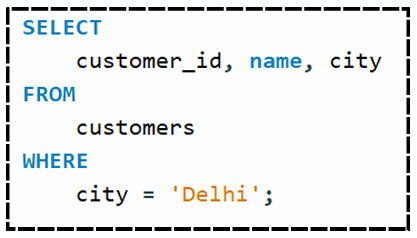 SELECT
    customer_id, name, city
FROM
    customers
WHERE
    city = 'Delhi';